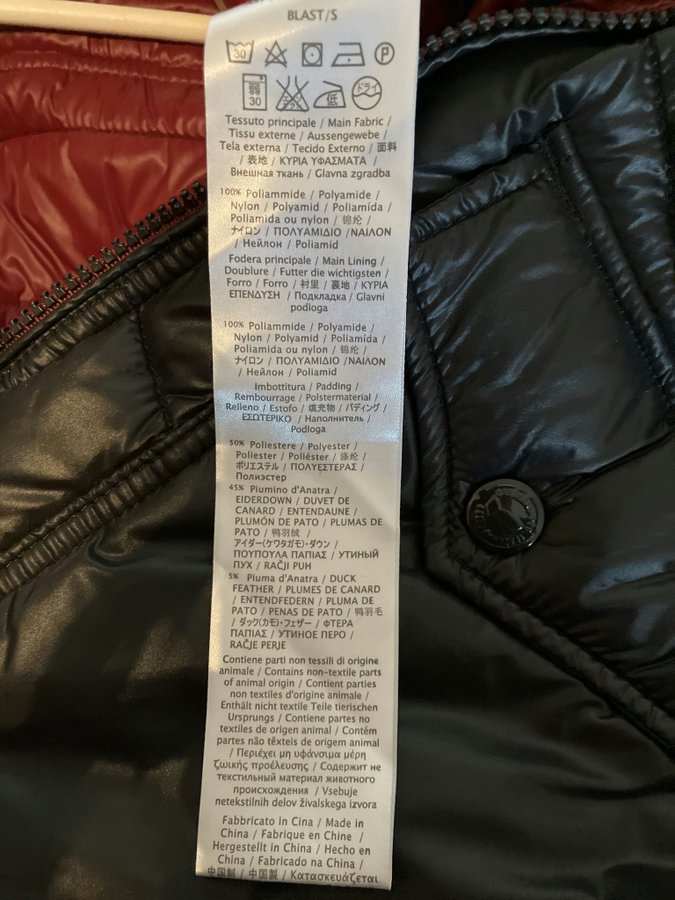 BLAST/S
30
P
弱
30
低
ドライ
Tessuto principale / Main Fabric /
Tissu externe / Aussengewebe /
Tela externa / Tecido Externo / 面料
/ 表地 / ΚΥΡΙΑ ΥΦΑΣΜΑΤΑ /
Внешная ткань / Glavna zgradba
100% Poliammide / Polyamide /
Nylon / Polyamid / Poliamida /
Poliamida ou nylon / 锦纶 /
ナイロン / ΠΟΛΥΑΜΙΔΙΟ /ΝΑΙΛΟΝ
/ Нейлон / Poliamid
Fodera principale / Main Lining /
Doublure / Futter die wichtigsten /
Forro / Forro / 衬里 / 裏地 / ΚΥΡΙΑ
ΕΠΕΝΔΥΣΗ / Подкладка / Glavni
podloga
100% Poliammide / Polyamide /
Nylon / Polyamid / Poliamida /
Poliamida ou nylon / 锦纶 /
ナイロン / ΠΟΛΥΑΜΙΔΙΟ /ΝΑΙΛΟΝ
/ Нейлон / Poliamid
Imbottitura / Padding /
Rembourrage / Polstermaterial /
Relleno / Estofo / 填充物 / パディング /
ΕΣΩΤΕΡΙΚΟ / Наполнитель /
Podloga
50% Poliestere / Polyester /
Poliester / Poliéster / 涤纶 /
ポリエステル / ΠΟΛΥΕΣΤΕΡΑΣ /
Полиэстер
45% Piumino d'Anatra /
EIDERDOWN / DUVET DE
CANARD / ENTENDAUNE /
PLUMÓN DE PATO / PLUMAS DE
PATO / 鸭羽绒 /
アイダー(ケワタガモ)・ダウン /
ΠΟΥΠΟΥΛΑ ΠΑΠΙΑΣ / УТИНЫЙ
ПУХ / RAČJI PUH
5% Piuma d'Anatra / DUCK
FEATHER / PLUMES DE CANARD
/ ENTENDFEDERN / PLUMA DE
PATO / PENAS DE PATO / 鸭羽毛
/ ダック(カモ)・フェザー / ΦΤΕΡΑ
ΠΑΠΙΑΣ / УТИНОЕ ПЕРО /
RAČJE PERJE
Contiene parti non tessili di origine
animale / Contains non-textile parts
of animal origin / Contient parties
non textiles d'origine animale /
Enthält nicht textile Teile tierischen
Ursprungs / Contiene partes no
textiles de origen animal / Contém
partes não têxteis de origem animal
/ Περιέχει μη υφάνσιμα μέρη
ζωικής προέλευσης / Содержит не
текстильный материал животного
происхождения / Vsebuje
netekstilnih delov živalskega izvora
Fabbricato in Cina / Made in
China / Fabrique en Chine /
Hergestellt in China / Hecho en
China / Fabricado na China /
中国制 / 中国製 / Κατασκευάζεται